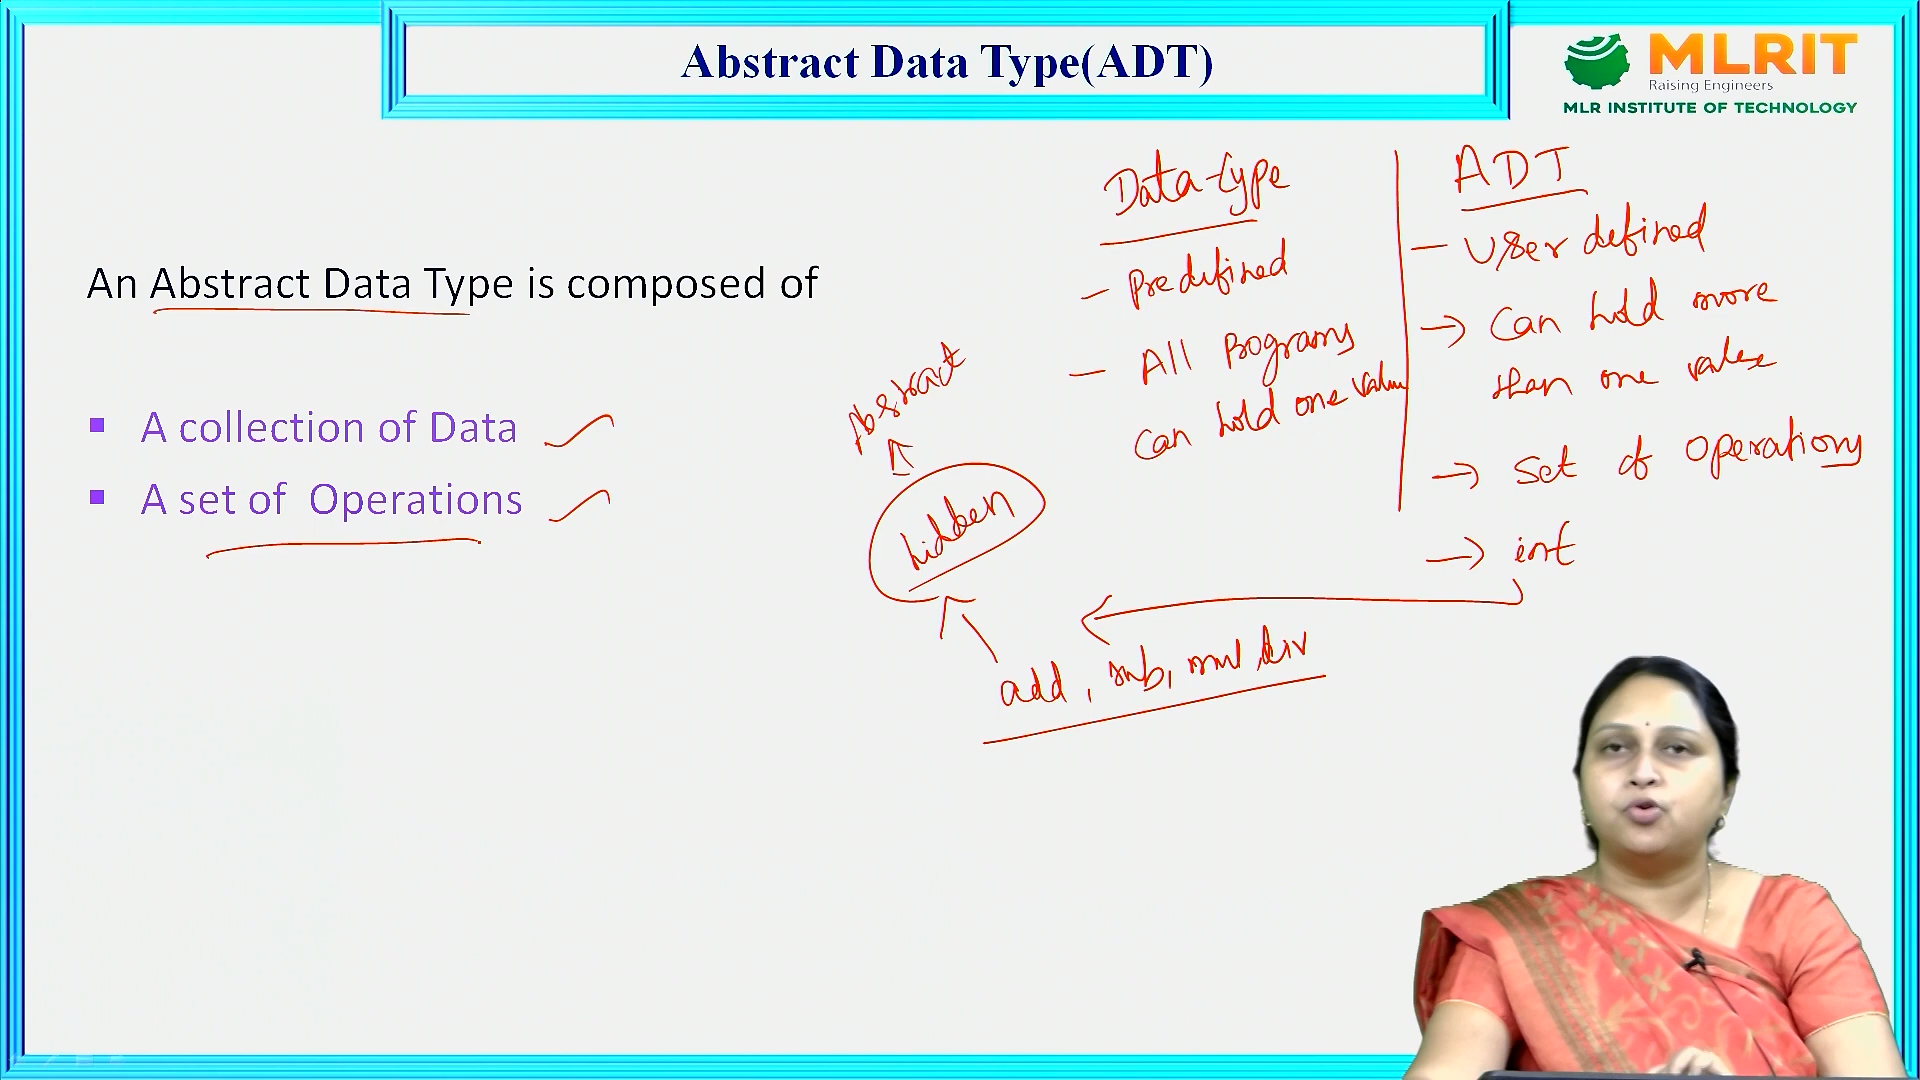 Abstract Data Type(ADT)
MLRIT
Raising Engineers
MLR INSTITUTE OF TECHNOLOGY
An Abstract Data Type is composed of
▪ A collection of Data
▪ A set of Operations
Data type
- Predefined
- All Programs
can hold one value
ADT
- User defined
→ Can hold more
then one value
→ Set of operations
→ int
Abstract
hidden
add, sub, mul div